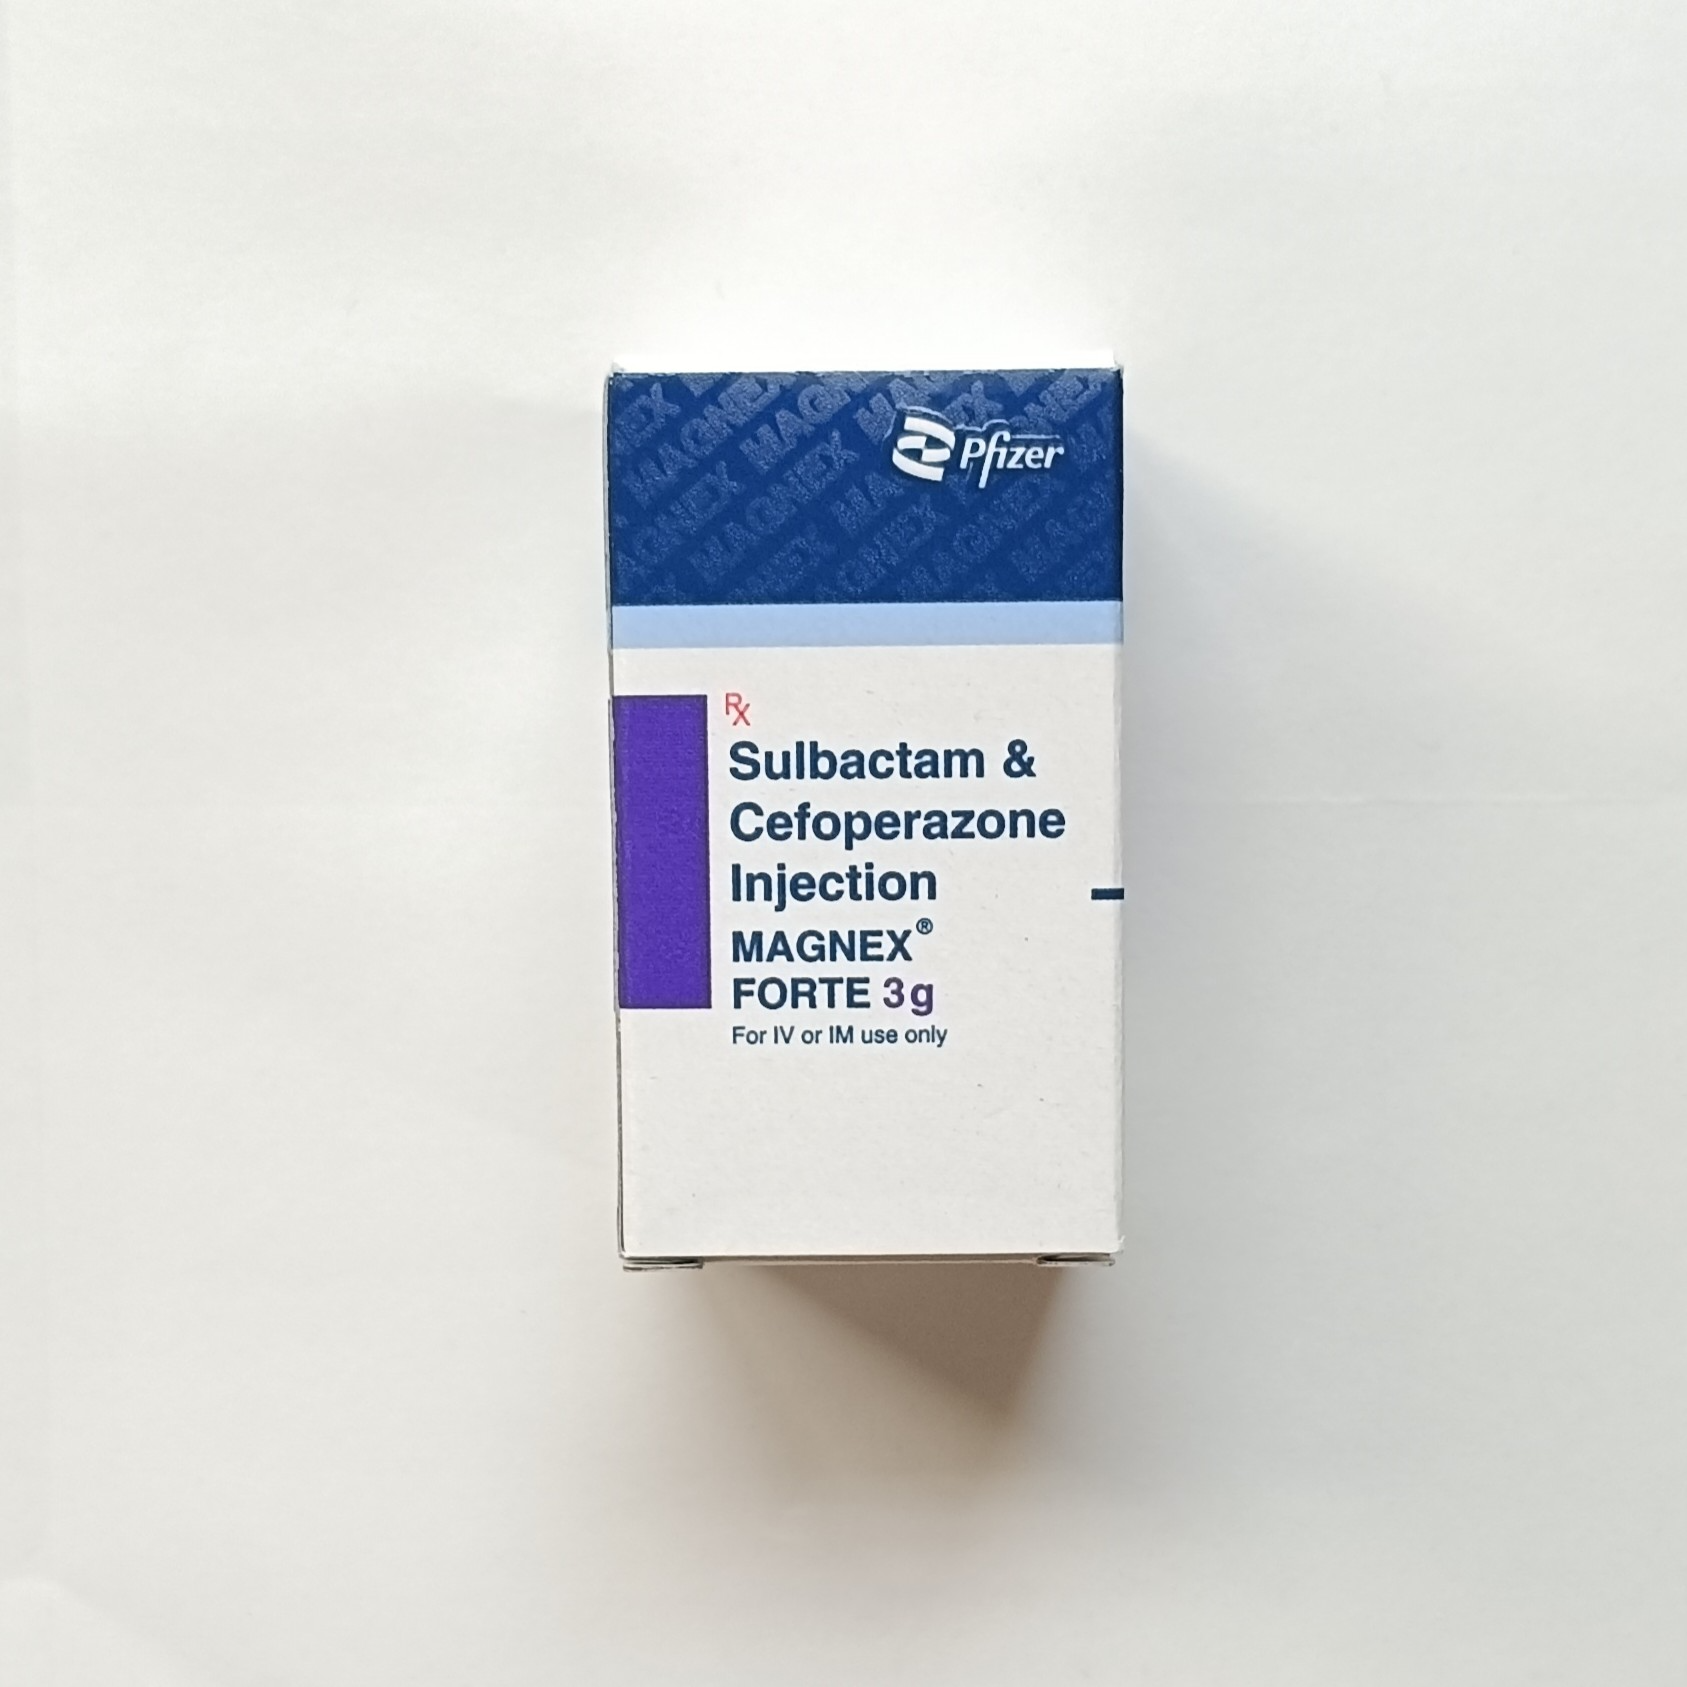 Pfizer
Rx
Sulbactam &
Cefoperazone
Injection
MAGNEX®
FORTE 3g
For IV or IM use only